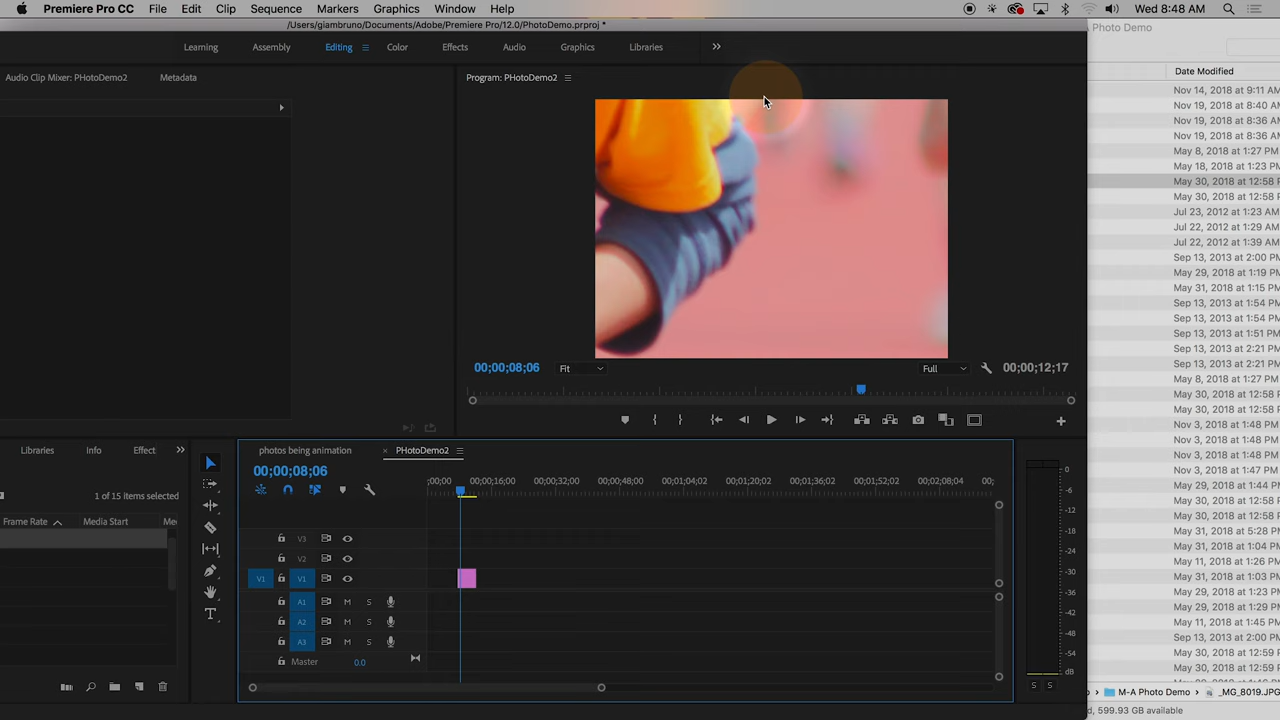 Premiere Pro CC File Edit Clip Sequence Markers Graphics Window Help Wed 8:48 AM
/Users/giambruno/Documents/Adobe/Premiere Pro/12.0/PhotoDemo.prproj *
Photo Demo
Learning Assembly Editing Color Effects Audio Graphics Libraries
Audio Clip Mixer: PHotoDemo2 Metadata
Program: PHotoDemo2
Date Modified
Nov 14, 2018 at 9:11 AM
Nov 19, 2018 at 8:40 AM
Nov 19, 2018 at 8:36 AM
Nov 19, 2018 at 8:36 AM
May 8, 2018 at 1:27 PM
May 18, 2018 at 1:23 PM
May 30, 2018 at 12:58 P
May 30, 2018 at 12:58 P
Jul 23, 2012 at 1:23 AM
Jul 22, 2012 at 1:29 AM
Jul 22, 2012 at 1:39 AM
Sep 13, 2013 at 2:00 PM
May 29, 2018 at 1:24 PM
May 31, 2018 at 1:15 PM
Sep 13, 2013 at 1:54 PM
Sep 13, 2013 at 1:54 PM
Sep 13, 2013 at 1:51 PM
Sep 13, 2013 at 2:21 PM
Sep 13, 2013 at 2:21 PM
May 8, 2018 at 1:27 PM
May 30, 2018 at 12:58 P
May 30, 2018 at 12:58 P
Nov 3, 2018 at 1:48 PM
Nov 3, 2018 at 1:48 PM
Nov 3, 2018 at 1:48 PM
Nov 3, 2018 at 1:48 PM
May 29, 2018 at 1:44 PM
May 30, 2018 at 12:58 P
May 30, 2018 at 12:58 P
May 31, 2018 at 5:28 PM
May 31, 2018 at 1:04 PM
May 11, 2018 at 1:26 PM
May 31, 2018 at 1:03 PM
May 29, 2018 at 1:23 PM
May 29, 2018 at 1:23 PM
May 11, 2018 at 1:45 PM
Sep 13, 2013 at 2:00 PM
May 30, 2018 at 12:59 P
May 30, 2018 at 12:58 P
00;00;08;06 Fit Full 00;00;12;17
Libraries Info Effect
photos being animation × PHotoDemo2
00;00;08;06
;00;00 00;00;16;00 00;00;32;00 00;00;48;00 00;01;04;02 00;01;20;02 00;01;36;02 00;01;52;02 00;02;08;04 00;
1 of 15 items selected
Frame Rate Media Start Me
V3
V2
V1 V1
A1 M S
A2 M S
A3 M S
Master 0.0
0
-6
-12
-18
-24
-30
-36
-42
-48
-54
dB
S S
M-A Photo Demo › _MG_8019.JPG
d, 599.93 GB available